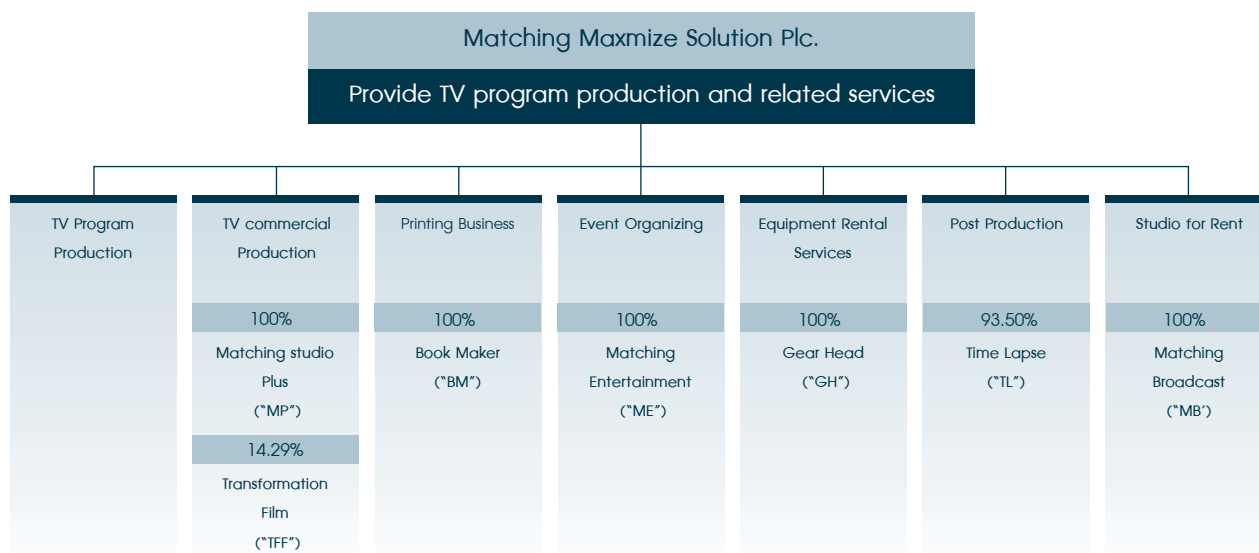 Matching Maxmize Solution Plc.
Provide TV program production and related services
TV Program
Production
TV commercial
Production
100%
Matching studio
Plus
("MP")
14.29%
Transformation
Film
("TFF")
Printing Business
100%
Book Maker
("BM")
Event Organizing
100%
Matching
Entertainment
("ME")
Equipment Rental
Services
100%
Gear Head
("GH")
Post Production
93.50%
Time Lapse
("TL")
Studio for Rent
100%
Matching
Broadcast
("MB')